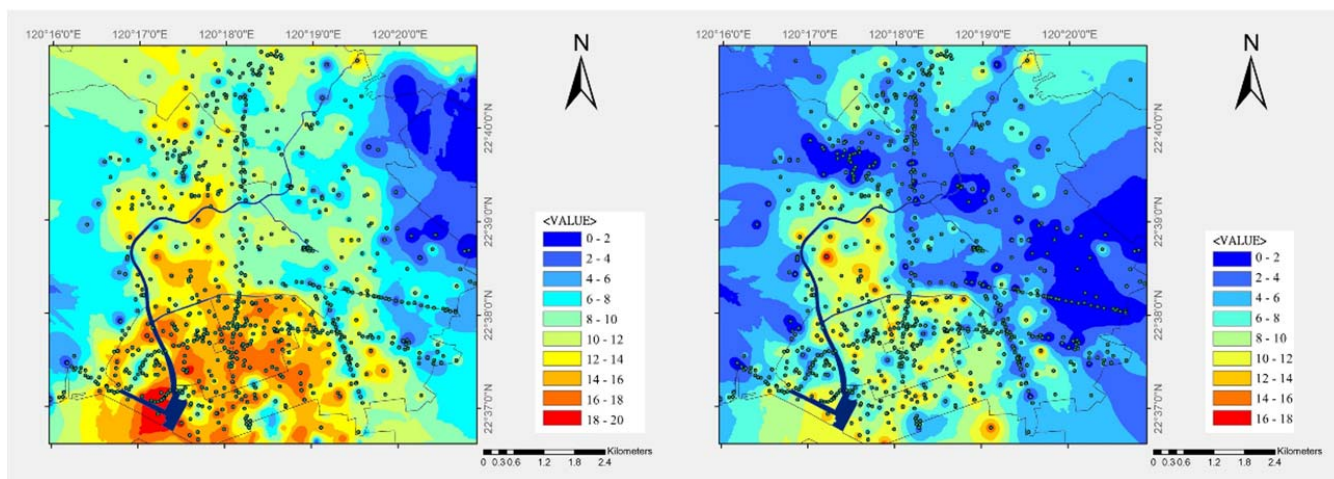 120°16'0"E 120°17'0"E 120°18'0"E 120°19'0"E 120°20'0"E
N
22°40'0"N
22°39'0"N
22°38'0"N
22°37'0"N
<VALUE>
0 - 2
2 - 4
4 - 6
6 - 8
8 - 10
10 - 12
12 - 14
14 - 16
16 - 18
18 - 20
Kilometers
0 0.30.6 1.2 1.8 2.4
120°16'0"E 120°17'0"E 120°18'0"E 120°19'0"E 120°20'0"E
N
22°40'0"N
22°39'0"N
22°38'0"N
22°37'0"N
<VALUE>
0 - 2
2 - 4
4 - 6
6 - 8
8 - 10
10 - 12
12 - 14
14 - 16
16 - 18
Kilometers
0 0.30.6 1.2 1.8 2.4